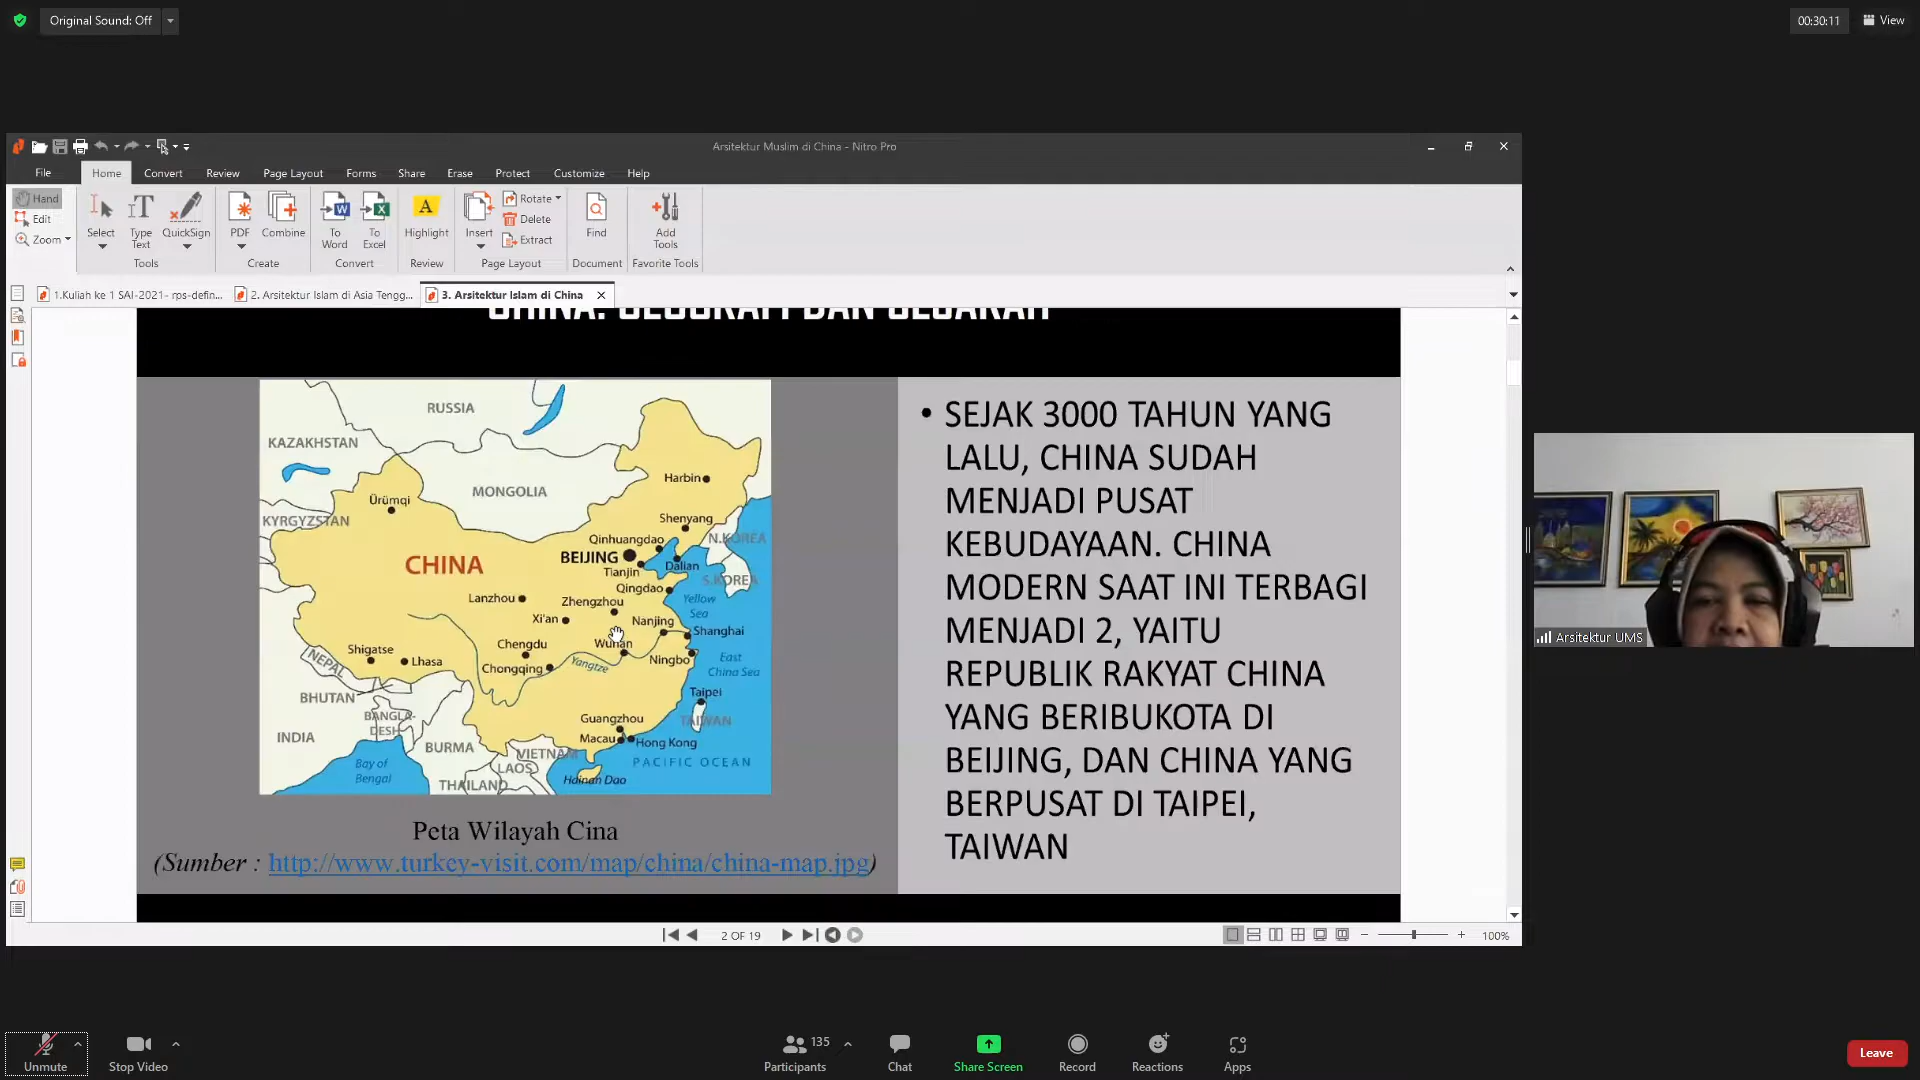 Original Sound: Off
00:30:11
View
Arsitektur Muslim di China - Nitro Pro
File Home Convert Review Page Layout Forms Share Erase Protect Customize Help
Hand
Edit
Zoom
Select
Type Text
QuickSign
Tools
PDF
Combine
Create
To Word
To Excel
Convert
Highlight
Review
Insert
Rotate
Delete
Extract
Page Layout
Find
Document
Add Tools
Favorite Tools
1.Kuliah ke 1 SAI-2021- rps-defin...
2. Arsitektur Islam di Asia Tengg...
3. Arsitektur Islam di China
CHINA: GEOGRAFI DAN SEJARAH
RUSSIA
KAZAKHSTAN
MONGOLIA
Harbin
Ürümqi
KYRGYZSTAN
Shenyang
Qinhuangdao
N.KOREA
BEIJING
CHINA
Dalian
Tianjin
S.KOREA
Qingdao
Lanzhou
Zhengzhou
Yellow Sea
Xi'an
Nanjing
Shanghai
Chengdu
Wuhan
Shigatse
Lhasa
Chongqing
Yangtze
Ningbo
East China Sea
NEPAL
BHUTAN
Taipei
BANGLA-DESH
Guangzhou
TAIWAN
INDIA
BURMA
Macau
Hong Kong
VIETNAM
PACIFIC OCEAN
Bay of Bengal
LAOS
THAILAND
Hainan Dao
Peta Wilayah Cina
(Sumber : http://www.turkey-visit.com/map/china/china-map.jpg)
• SEJAK 3000 TAHUN YANG
LALU, CHINA SUDAH
MENJADI PUSAT
KEBUDAYAAN. CHINA
MODERN SAAT INI TERBAGI
MENJADI 2, YAITU
REPUBLIK RAKYAT CHINA
YANG BERIBUKOTA DI
BEIJING, DAN CHINA YANG
BERPUSAT DI TAIPEI,
TAIWAN
Arsitektur UMS
2 OF 19
100%
Unmute
Stop Video
135
Participants
Chat
Share Screen
Record
Reactions
Apps
Leave